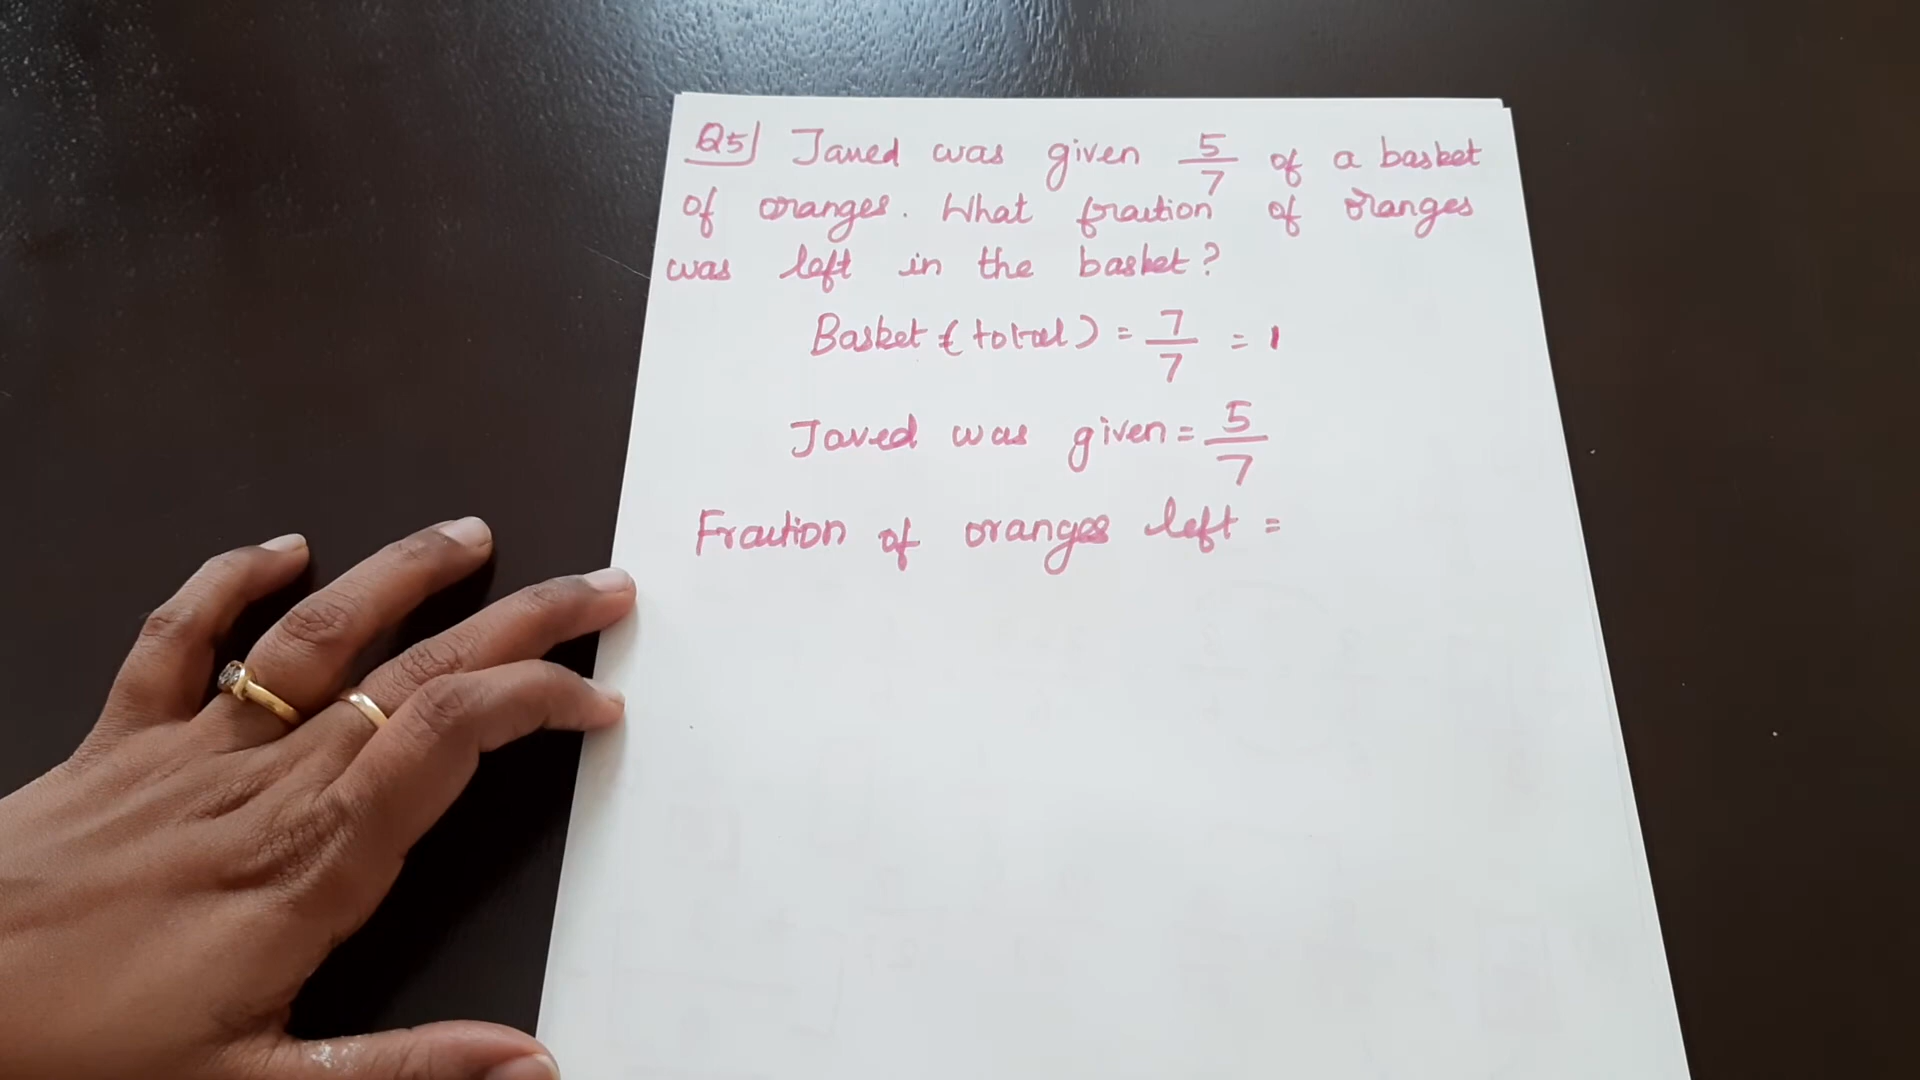 Q5 Javed was given 5/7 of a basket
of oranges. What fraction of oranges
was left in the basket?
Basket (total) = 7/7 = 1
Javed was given = 5/7
Fraction of oranges left =